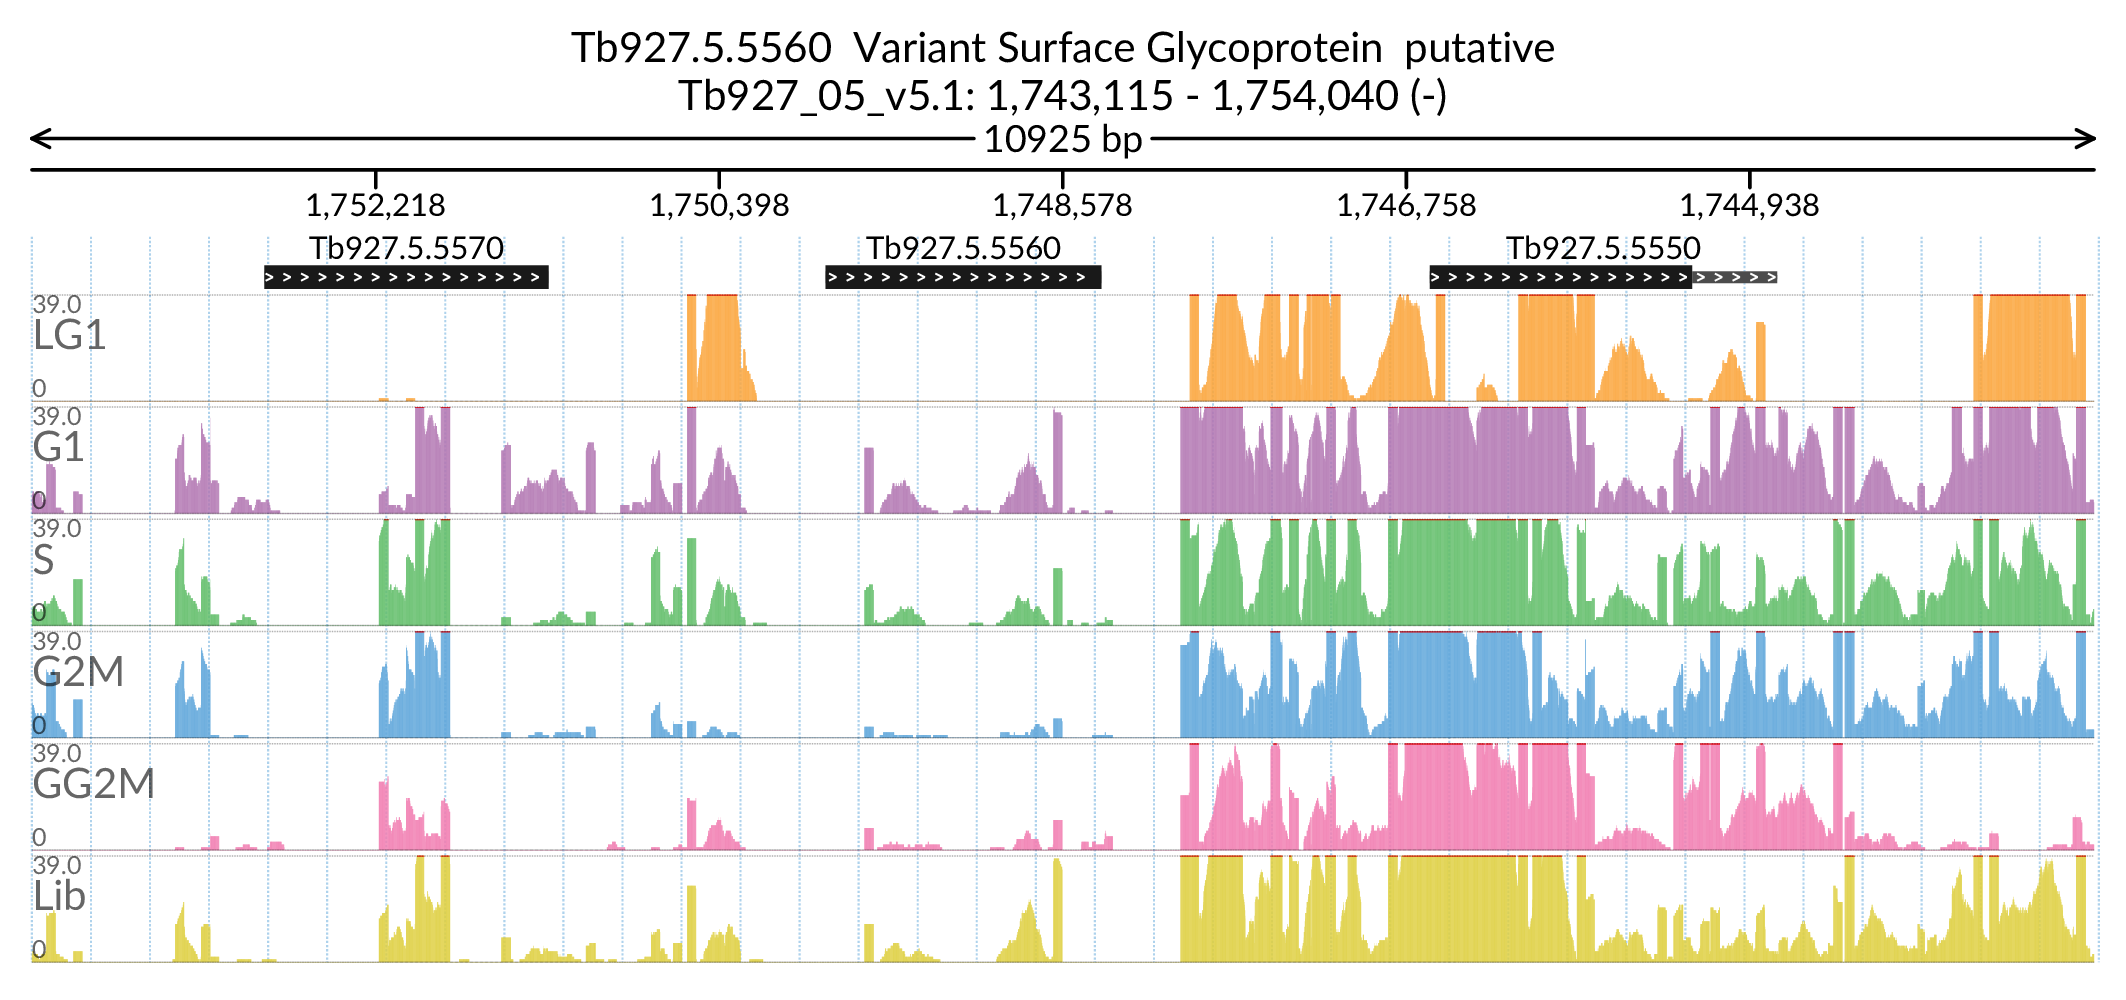 Tb927.5.5560  Variant Surface Glycoprotein  putative
Tb927_05_v5.1: 1,743,115 - 1,754,040 (-)
10925 bp
1,752,218 1,750,398 1,748,578 1,746,758 1,744,938
Tb927.5.5570 Tb927.5.5560 Tb927.5.5550
39.0
LG1
0
39.0
G1
0
39.0
S
0
39.0
G2M
0
39.0
GG2M
0
39.0
Lib
0